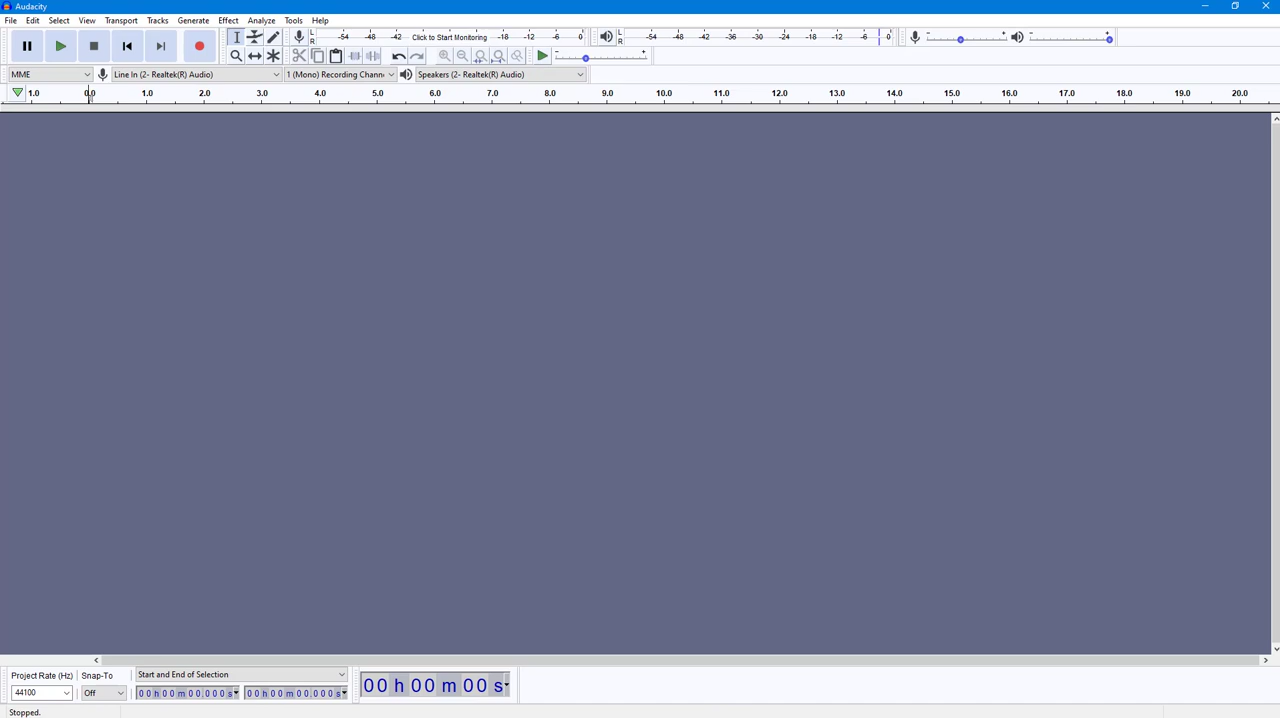 Audacity
File Edit Select View Transport Tracks Generate Effect Analyze Tools Help
L R -54 -48 -42 Click to Start Monitoring -18 -12 -6 0 L R -54 -48 -42 -36 -30 -24 -18 -12 -6 0
MME Line In (2- Realtek(R) Audio) 1 (Mono) Recording Chann Speakers (2- Realtek(R) Audio)
1.0 0.0 1.0 2.0 3.0 4.0 5.0 6.0 7.0 8.0 9.0 10.0 11.0 12.0 13.0 14.0 15.0 16.0 17.0 18.0 19.0 20.0
Project Rate (Hz) Snap-To Start and End of Selection
44100 Off 00 h 00 m 00.000 s 00 h 00 m 00.000 s 00 h 00 m 00 s
Stopped.